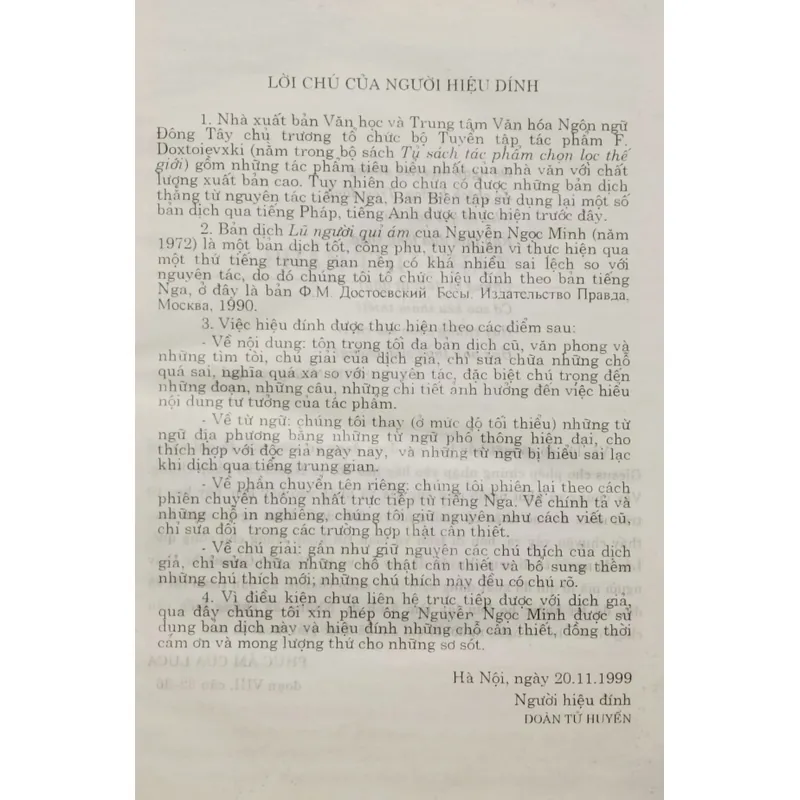 LỜI CHÚ CỦA NGƯỜI HIỆU ĐÍNH
1. Nhà xuất bản Văn học và Trung tâm Văn hóa Ngôn ngữ
Đông Tây chủ trương tổ chức bộ Tuyển tập tác phẩm F.
Doxtoievxki (nằm trong bộ sách Tủ sách tác phẩm chọn lọc thế
giới) gồm những tác phẩm tiêu biểu nhất của nhà văn với chất
lượng xuất bản cao. Tuy nhiên do chưa có được những bản dịch
thẳng từ nguyên tác tiếng Nga, Ban Biên tập sử dụng lại một số
bản dịch qua tiếng Pháp, tiếng Anh được thực hiện trước đây.
2. Bản dịch Lũ người quỉ ám của Nguyễn Ngọc Minh (năm
1972) là một bản dịch tốt, công phu, tuy nhiên vì thực hiện qua
một thứ tiếng trung gian nên có khá nhiều sai lệch so với
nguyên tác, do đó chúng tôi tổ chức hiệu đính theo bản tiếng
Nga, ở đây là bản Ф.М. Достоевский. Бесы. Издательство Правда,
Москва, 1990.
3. Việc hiệu đính được thực hiện theo các điểm sau:
- Về nội dung: tôn trọng tối đa bản dịch cũ, văn phong và
những tìm tòi, chú giải của dịch giả, chỉ sửa chữa những chỗ
quá sai, nghĩa quá xa so với nguyên tác, đặc biệt chú trọng đến
những đoạn, những câu, những chi tiết ảnh hưởng đến việc hiểu
nội dung tư tưởng của tác phẩm.
- Về từ ngữ: chúng tôi thay (ở mức độ tối thiểu) những từ
ngữ địa phương bằng những từ ngữ phổ thông hiện đại, cho
thích hợp với độc giả ngày nay, và những từ ngữ bị hiểu sai lạc
khi dịch qua tiếng trung gian.
- Về phần chuyển tên riêng: chúng tôi phiên lại theo cách
phiên chuyển thống nhất trực tiếp từ tiếng Nga. Về chính tả và
những chỗ in nghiêng, chúng tôi giữ nguyên như cách viết cũ,
chỉ sửa đổi trong các trường hợp thật cần thiết.
- Về chú giải: gần như giữ nguyên các chú thích của dịch
giả, chỉ sửa chữa những chỗ thật cần thiết và bổ sung thêm
những chú thích mới; những chú thích này đều có chú rõ.
4. Vì điều kiện chưa liên hệ trực tiếp được với dịch giả,
qua đây chúng tôi xin phép ông Nguyễn Ngọc Minh được sử
dụng bản dịch này và hiệu đính những chỗ cần thiết, đồng thời
cảm ơn và mong lượng thứ cho những sơ sót.
Hà Nội, ngày 20.11.1999
Người hiệu đính
ĐOÀN TỬ HUYẾN